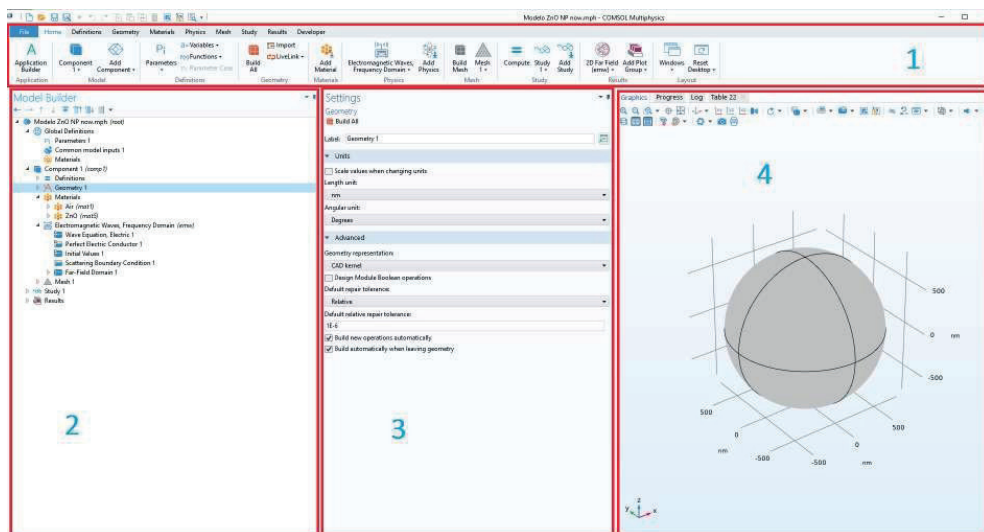 Modelo ZnO NP now.mph - COMSOL Multiphysics
File Home Definitions Geometry Materials Physics Mesh Study Results Developer
Application Builder
Component 1
Add Component
Parameters
Pi
a= Variables
f(x) Functions
Pi Parameter Case
Build All
Import
LiveLink
Add Material
Electromagnetic Waves, Frequency Domain
Add Physics
Build Mesh
Mesh 1
Compute
Study 1
Add Study
2D Far Field (emw)
Add Plot Group
Windows
Reset Desktop
Application Model Definitions Geometry Materials Physics Mesh Study Results Layout
1
Model Builder
Modelo ZnO NP now.mph (root)
Global Definitions
Pi Parameters 1
Common model inputs 1
Materials
Component 1 (comp1)
Definitions
Geometry 1
Materials
Air (mat1)
ZnO (mat5)
Electromagnetic Waves, Frequency Domain (emw)
Wave Equation, Electric 1
Perfect Electric Conductor 1
Initial Values 1
Scattering Boundary Condition 1
Far-Field Domain 1
Mesh 1
Study 1
Results
2
Settings
Geometry
Build All
Label: Geometry 1
Units
Scale values when changing units
Length unit:
nm
Angular unit:
Degrees
Advanced
Geometry representation:
CAD kernel
Design Module Boolean operations
Default repair tolerance:
Relative
Default relative repair tolerance:
1E-6
Build new operations automatically
Build automatically when leaving geometry
3
Graphics Progress Log Table 23
4
500
0 nm
-500
500
0
nm
-500
500
0
nm
-500
z
y x